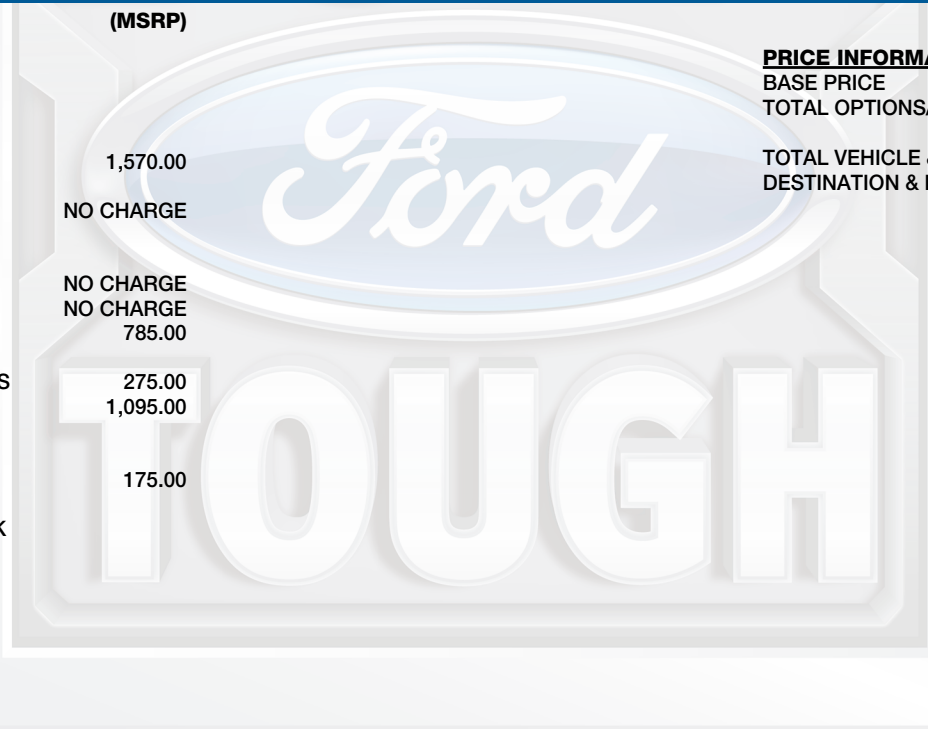 (MSRP)
1,570.00
NO CHARGE
NO CHARGE
NO CHARGE
785.00
S 275.00
1,095.00
175.00
K
PRICE INFORMA
BASE PRICE
TOTAL OPTIONS/
TOTAL VEHICLE &
DESTINATION &
Ford
TOUGH